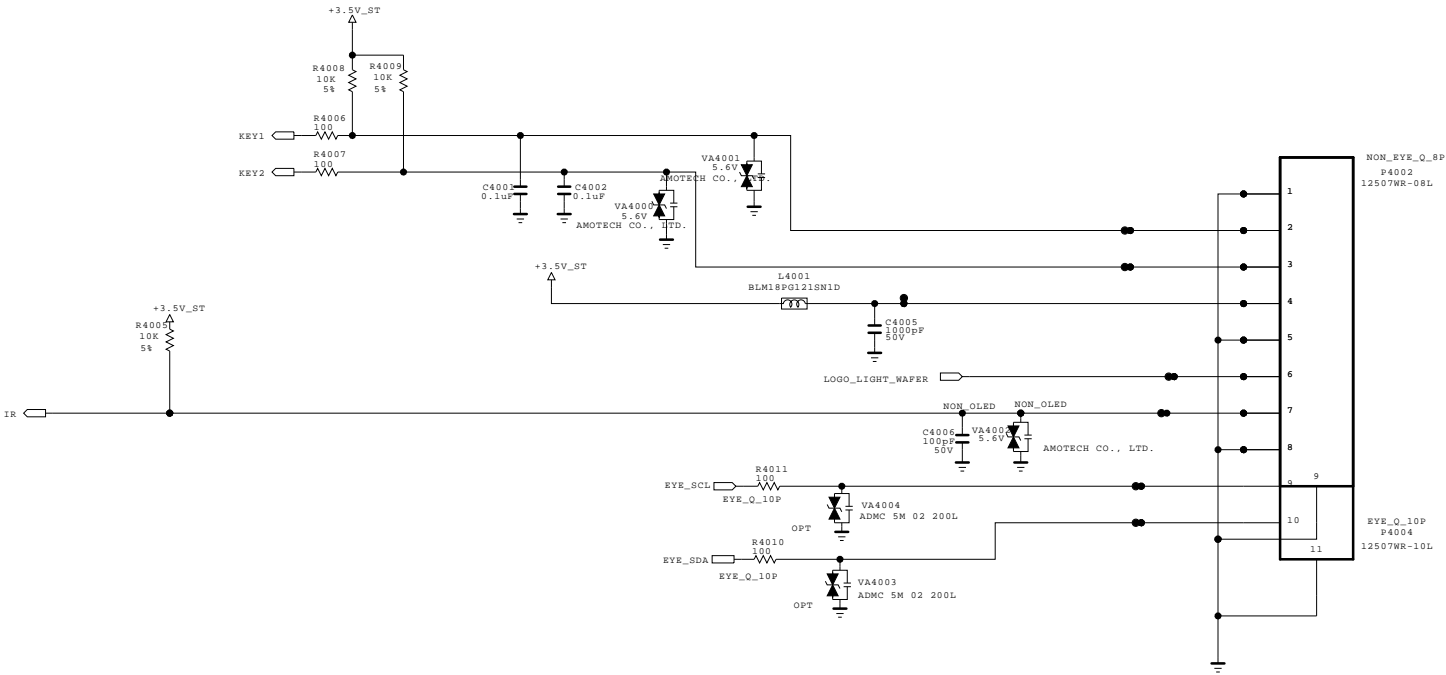 +3.5V_ST
R4008
10K
5%
R4009
10K
5%
R4006
100
KEY1
R4007
100
KEY2
C4001
0.1uF
C4002
0.1uF
VA4000
5.6V
AMOTECH CO., LTD.
VA4001
5.6V
AMOTECH CO., LTD.
NON_EYE_Q_8P
P4002
12507WR-08L
1
2
3
4
5
6
7
8
9
9
10
11
EYE_Q_10P
P4004
12507WR-10L
+3.5V_ST
L4001
BLM18PG121SN1D
C4005
1000pF
50V
+3.5V_ST
R4005
10K
5%
LOGO_LIGHT_WAFER
IR
NON_OLED
NON_OLED
C4006
100pF
50V
VA4002
5.6V
AMOTECH CO., LTD.
R4011
100
EYE_SCL
EYE_Q_10P
VA4004
ADMC 5M 02 200L
OPT
R4010
100
EYE_SDA
EYE_Q_10P
VA4003
ADMC 5M 02 200L
OPT